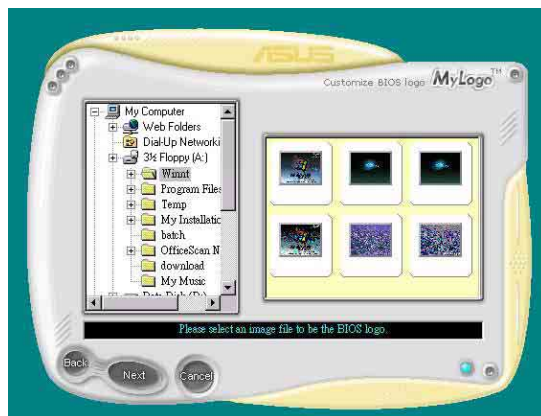 ASUS
Customize BIOS logo MyLogo™
My Computer
Web Folders
Dial-Up Networki
3½ Floppy (A:)
Winnt
Program Files
Temp
My Installatic
batch
OfficeScan N
download
My Music
Data Disk (D:)
Please select an image file to be the BIOS logo.
Back
Next
Cancel